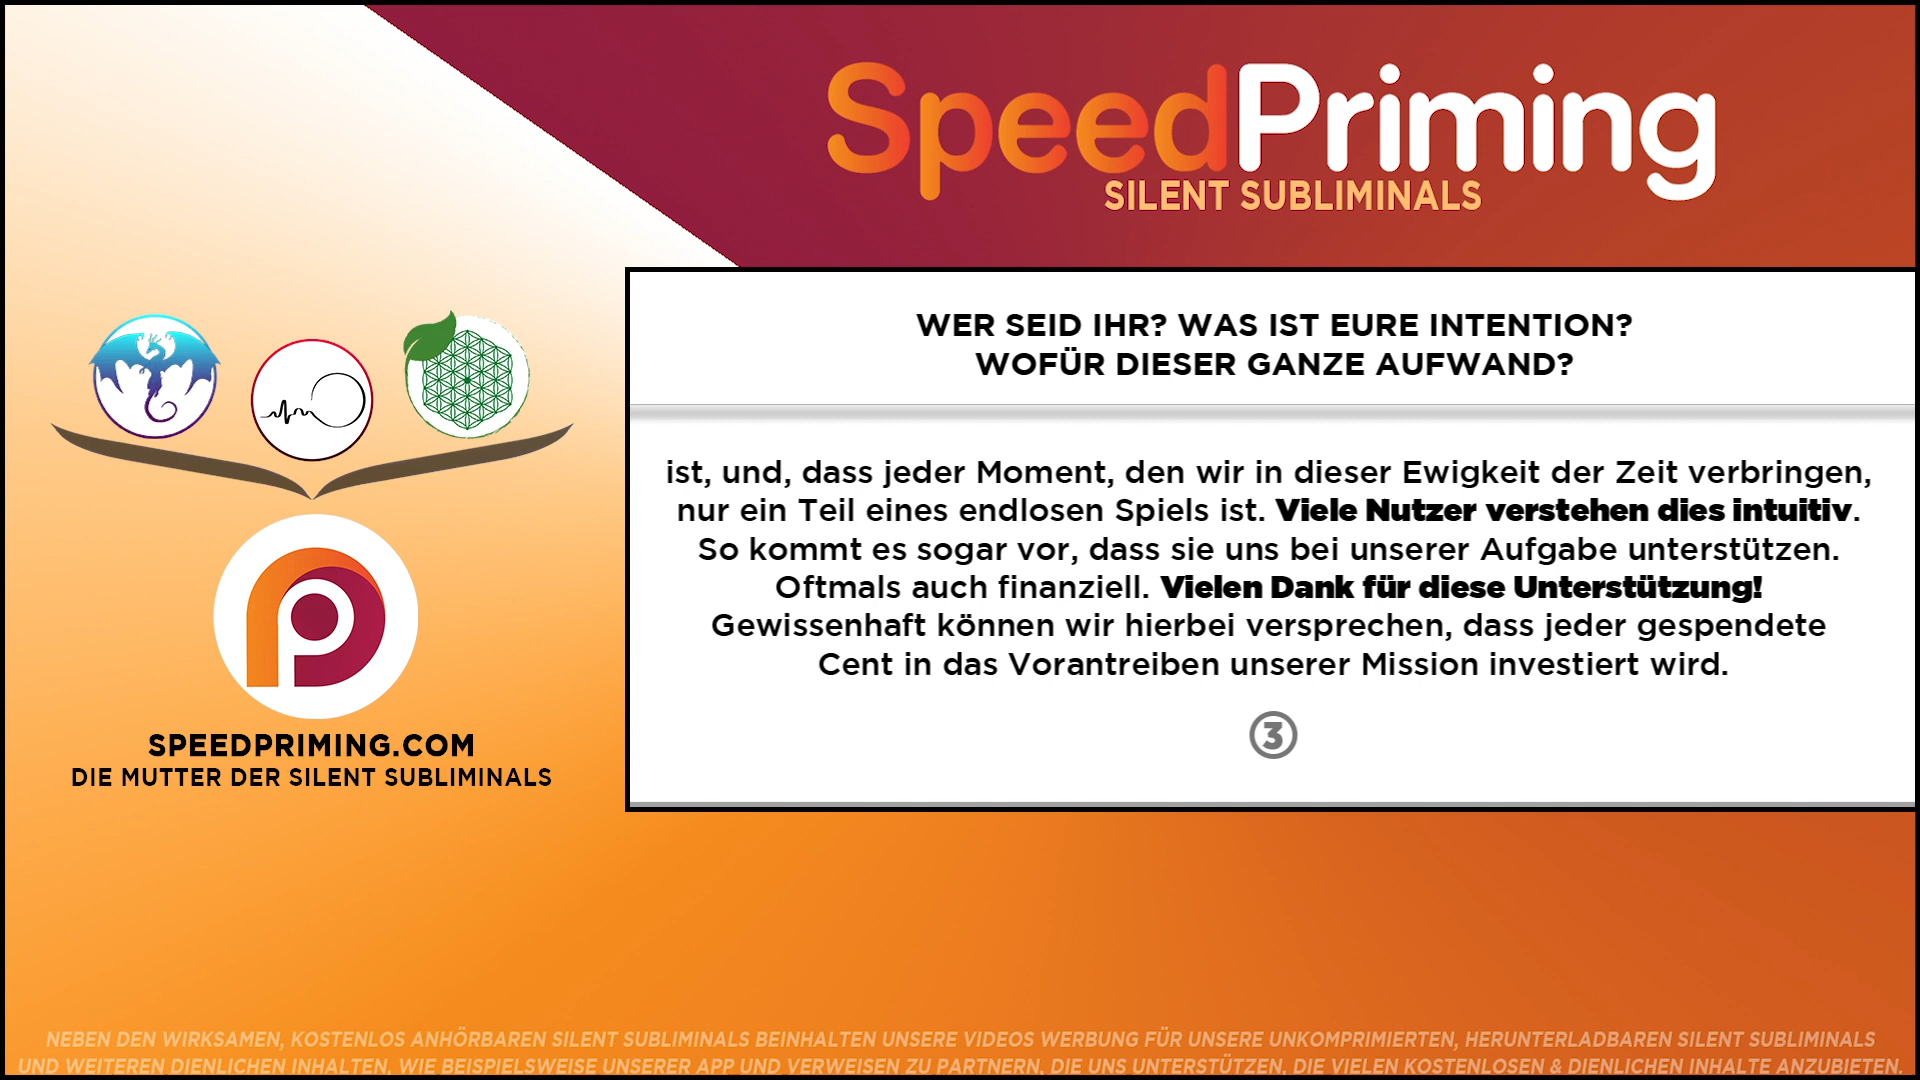 SpeedPriming
SILENT SUBLIMINALS
WER SEID IHR? WAS IST EURE INTENTION?
WOFÜR DIESER GANZE AUFWAND?
ist, und, dass jeder Moment, den wir in dieser Ewigkeit der Zeit verbringen,
nur ein Teil eines endlosen Spiels ist. Viele Nutzer verstehen dies intuitiv.
So kommt es sogar vor, dass sie uns bei unserer Aufgabe unterstützen.
Oftmals auch finanziell. Vielen Dank für diese Unterstützung!
Gewissenhaft können wir hierbei versprechen, dass jeder gespendete
Cent in das Vorantreiben unserer Mission investiert wird.
3
SPEEDPRIMING.COM
DIE MUTTER DER SILENT SUBLIMINALS
NEBEN DEN WIRKSAMEN, KOSTENLOS ANHÖRBAREN SILENT SUBLIMINALS BEINHALTEN UNSERE VIDEOS WERBUNG FÜR UNSERE UNKOMPRIMIERTEN, HERUNTERLADBAREN SILENT SUBLIMINALS
UND WEITEREN DIENLICHEN INHALTEN, WIE BEISPIELSWEISE UNSERER APP UND VERWEISEN ZU PARTNERN, DIE UNS UNTERSTÜTZEN, DIE VIELEN KOSTENLOSEN & DIENLICHEN INHALTE ANZUBIETEN.